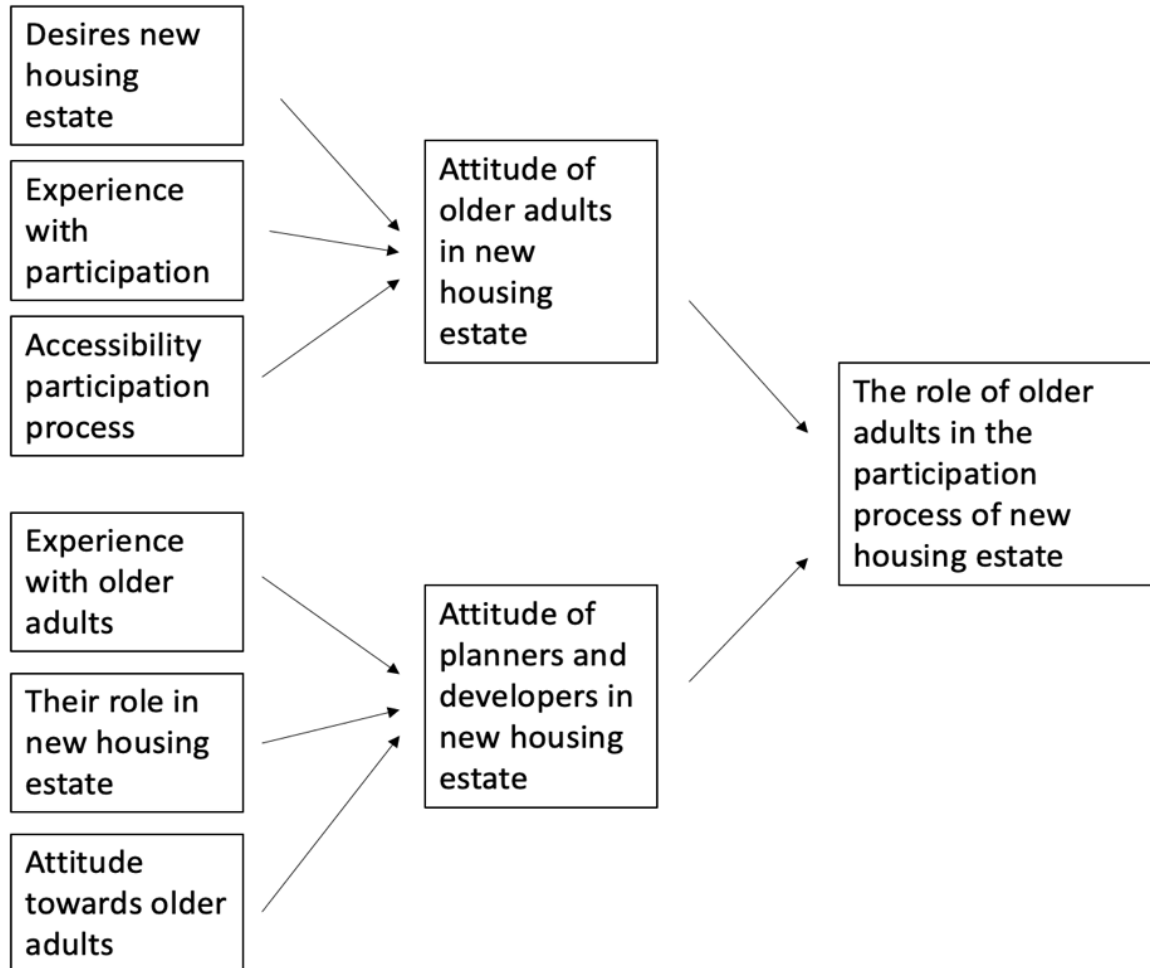 Desires new
housing
estate
Experience
with
participation
Accessibility
participation
process
Experience
with older
adults
Their role in
new housing
estate
Attitude
towards older
adults
Attitude of
older adults
in new
housing
estate
Attitude of
planners and
developers in
new housing
estate
The role of older
adults in the
participation
process of new
housing estate